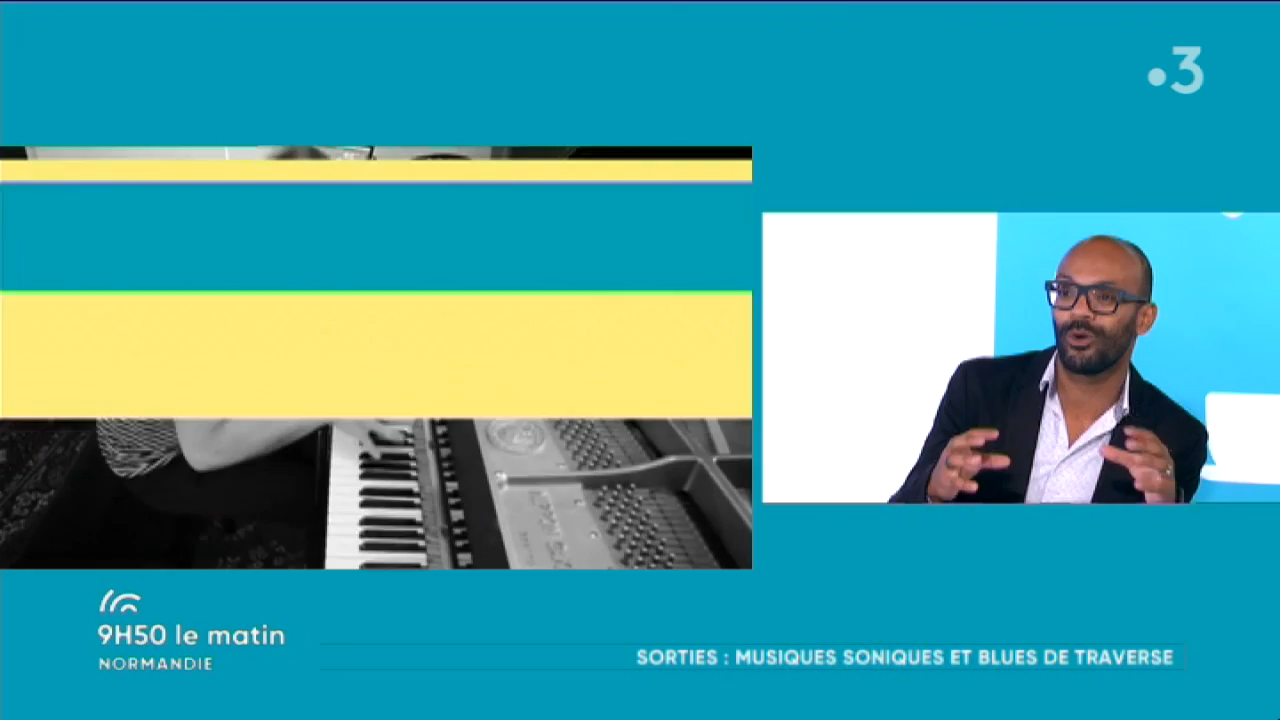 3
9H50 le matin
NORMANDIE
SORTIES : MUSIQUES SONIQUES ET BLUES DE TRAVERSE